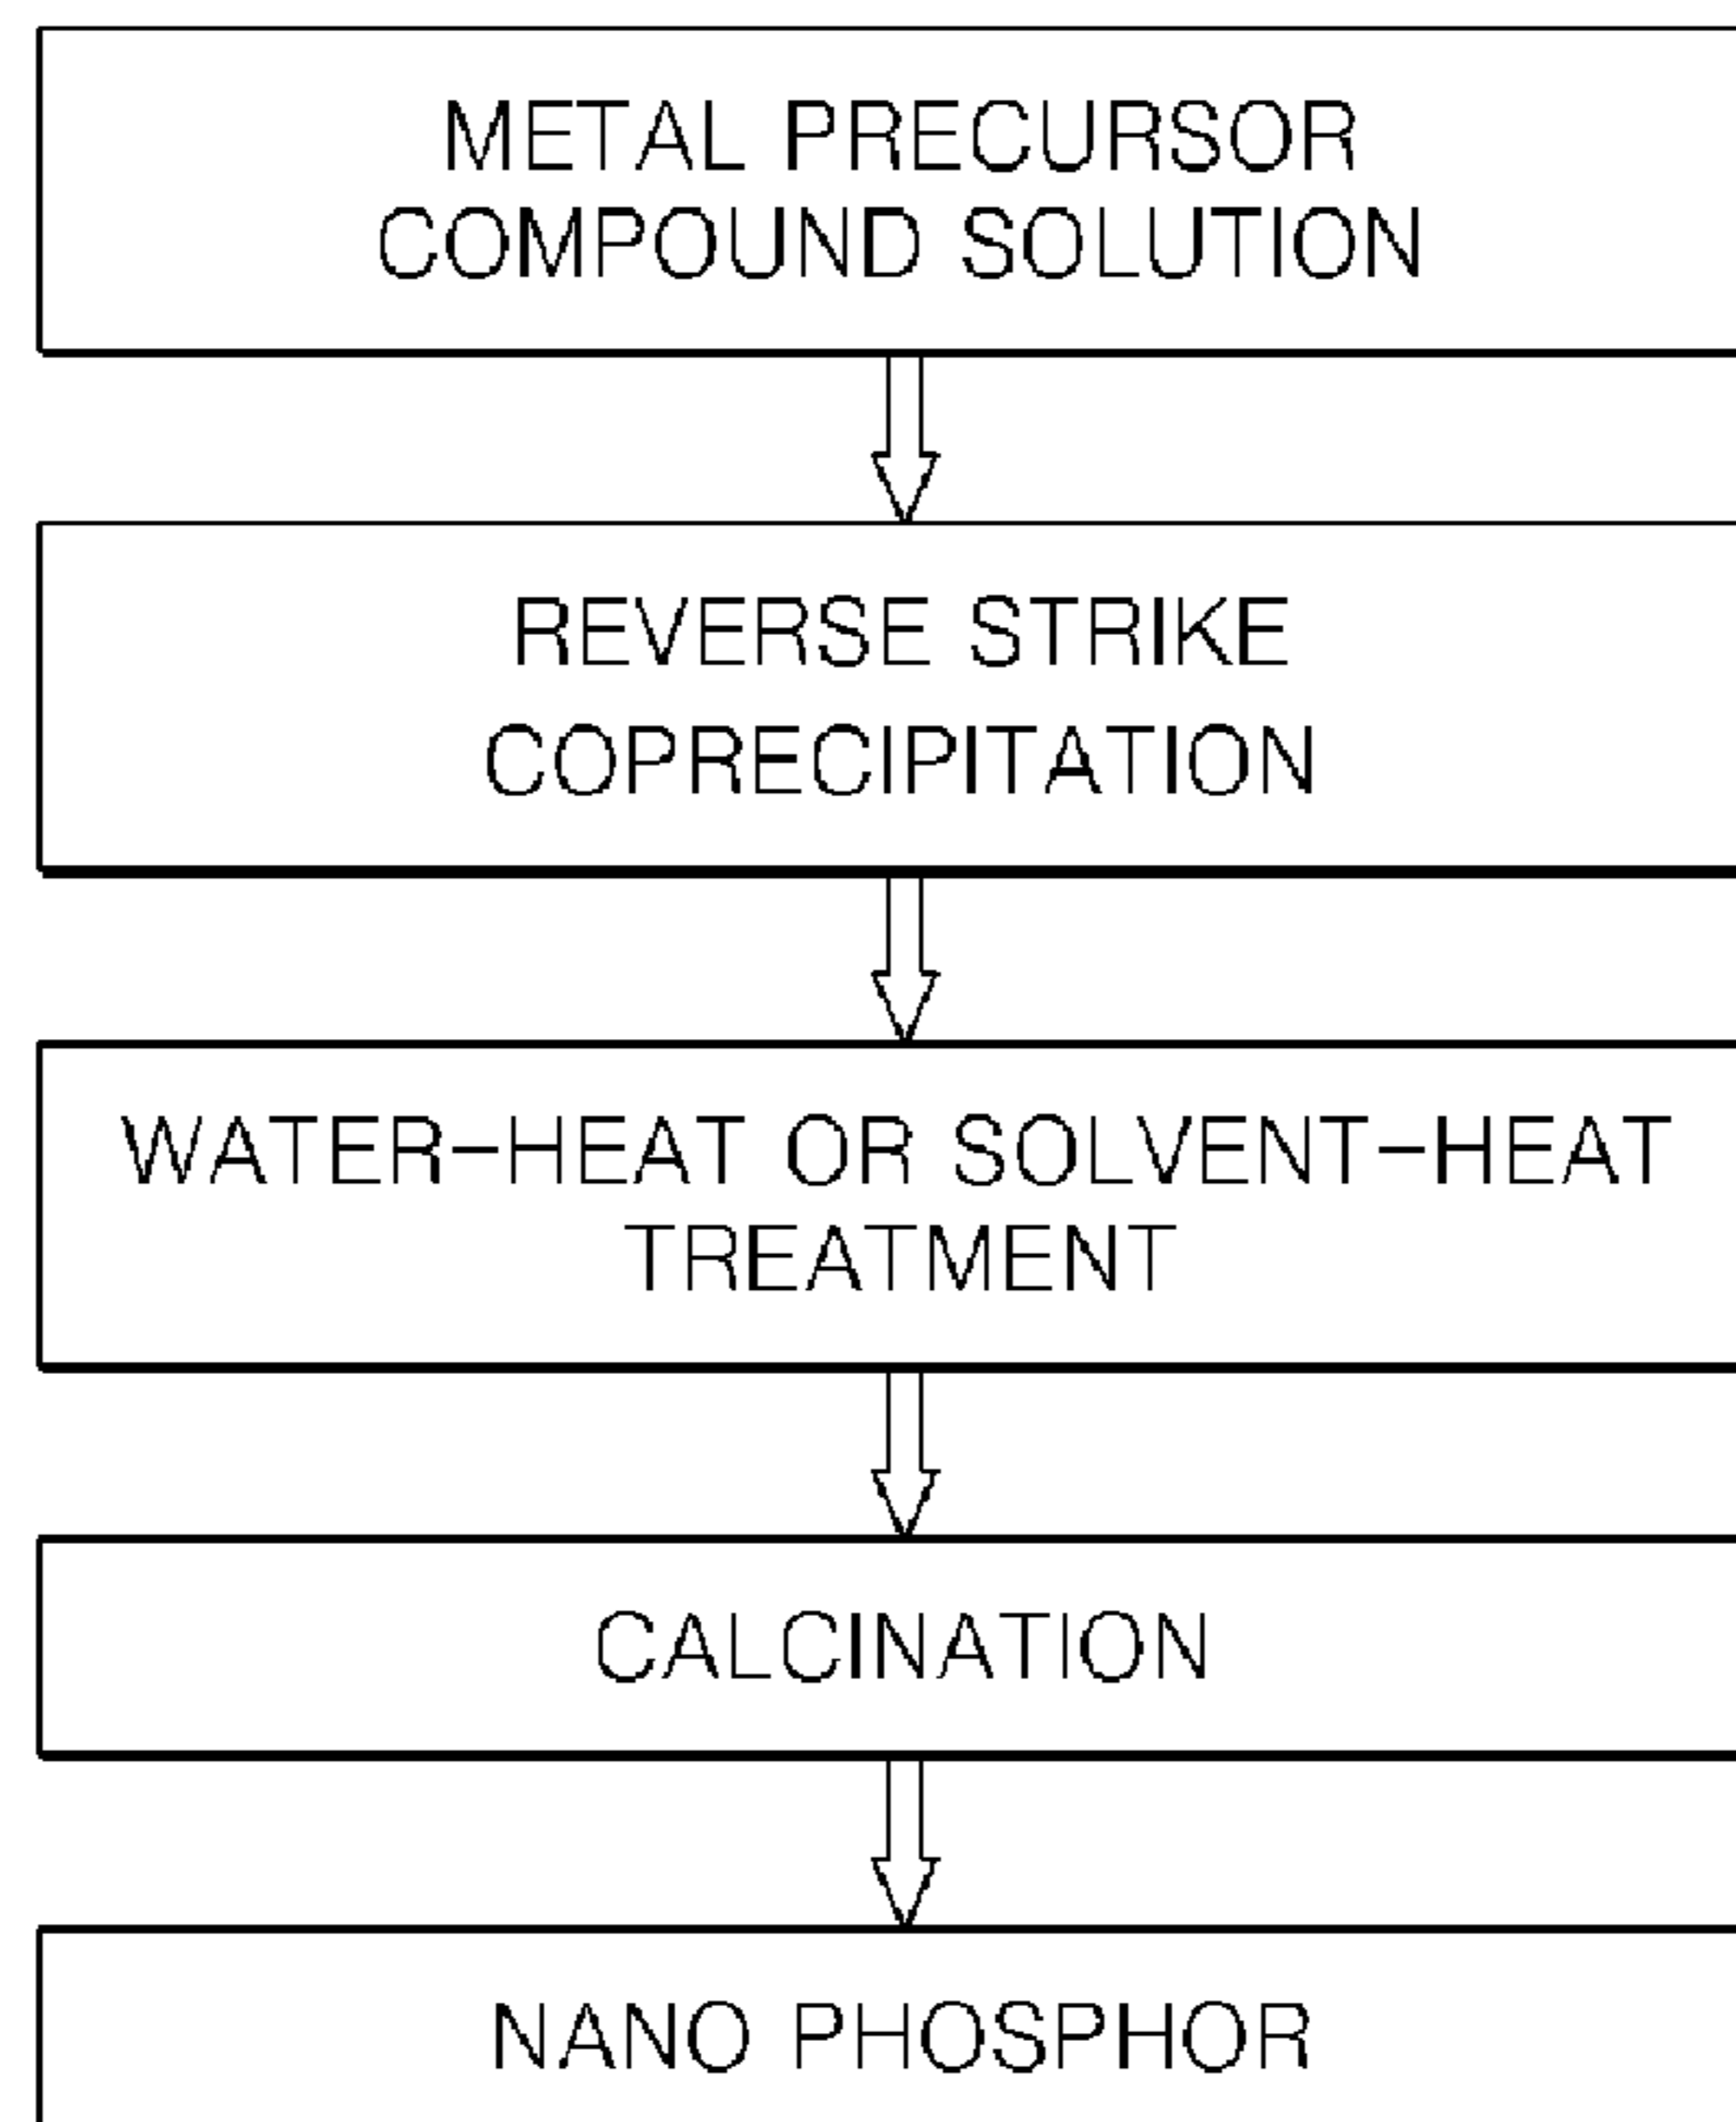 METAL PRECURSOR
COMPOUND SOLUTION
REVERSE STRIKE
COPRECIPITATION
WATER-HEAT OR SOLVENT-HEAT
TREATMENT
CALCINATION
NANO PHOSPHOR